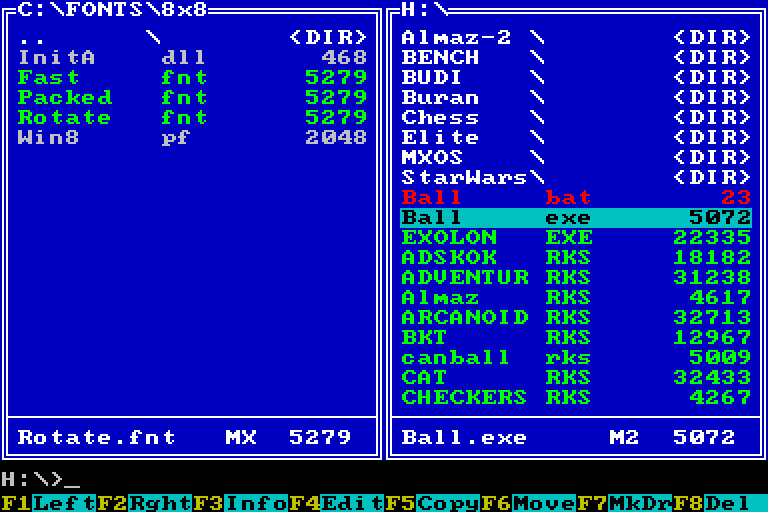 C:\FONTS\8x8
.. \ <DIR>
InitA dll 468
Fast fnt 5279
Packed fnt 5279
Rotate fnt 5279
Win8 pf 2048
Rotate.fnt MX 5279
H:\
Almaz-2 \ <DIR>
BENCH \ <DIR>
BUDI \ <DIR>
Buran \ <DIR>
Chess \ <DIR>
Elite \ <DIR>
MXOS \ <DIR>
StarWars\ <DIR>
Ball bat 23
Ball exe 5072
EXOLON EXE 22335
ADSKOK RKS 18182
ADVENTUR RKS 31238
Almaz RKS 4617
ARCANOID RKS 32713
BKT RKS 12967
canball rks 5009
CAT RKS 32433
CHECKERS RKS 4267
Ball.exe M2 5072
H:\>_
F1Left F2Rght F3Info F4Edit F5Copy F6Move F7MkDr F8Del